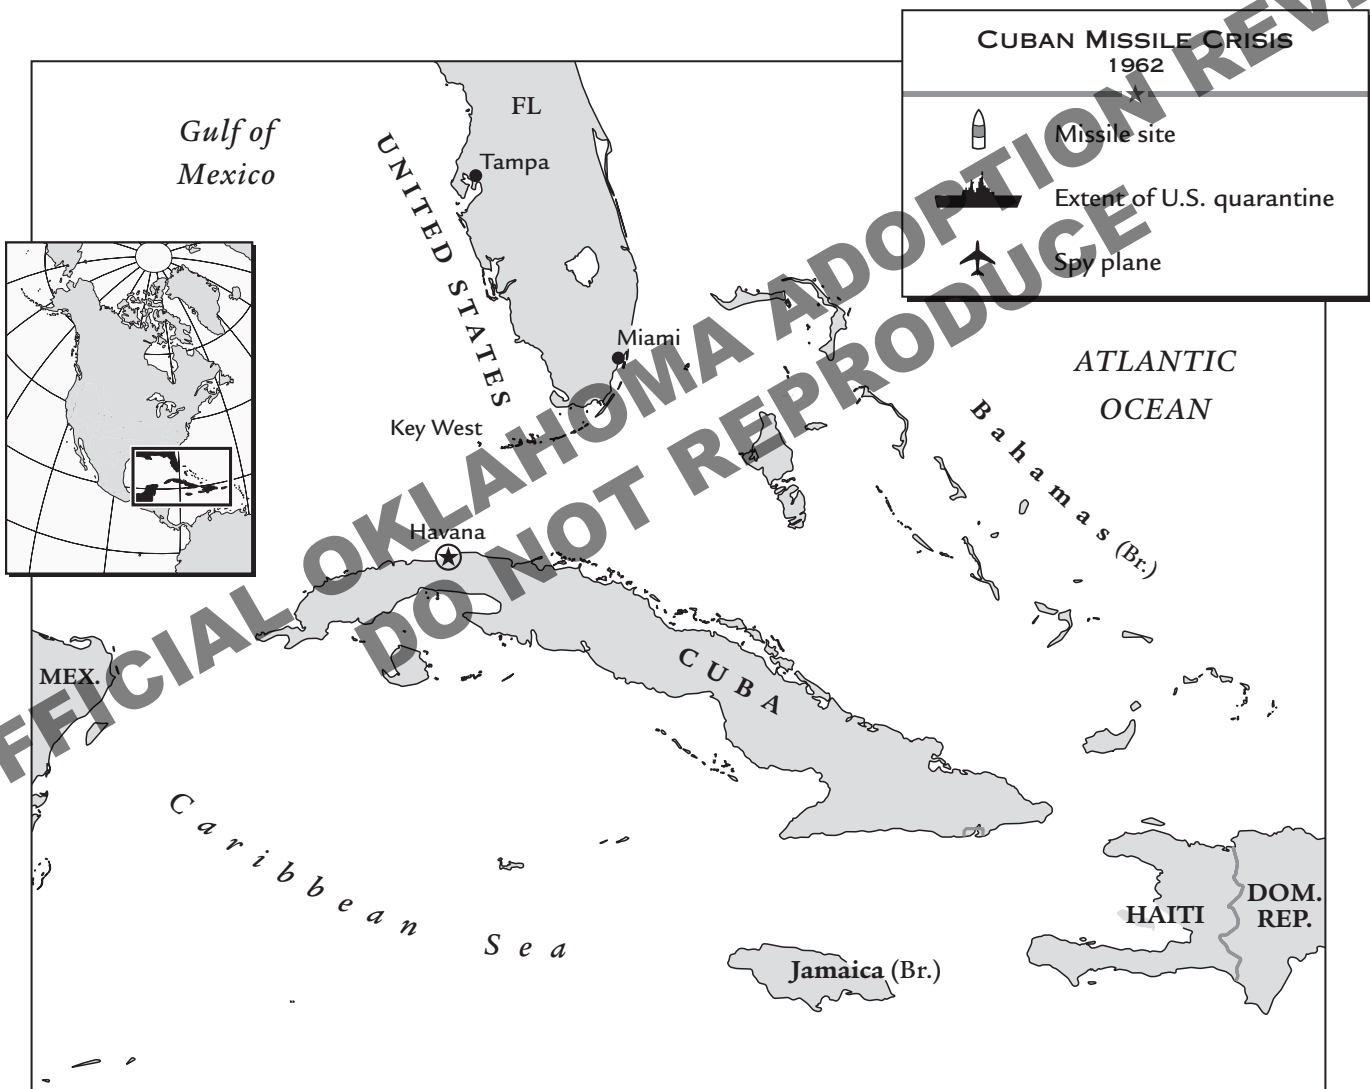 CUBAN MISSILE CRISIS
1962
Missile site
Extent of U.S. quarantine
Spy plane
Gulf of
Mexico
FL
Tampa
UNITED STATES
Miami
Key West
ATLANTIC
OCEAN
Bahamas (Br.)
Havana
CUBA
MEX.
Caribbean Sea
HAITI
DOM.
REP.
Jamaica (Br.)
OFFICIAL OKLAHOMA ADOPTION
DO NOT REPRODUCE